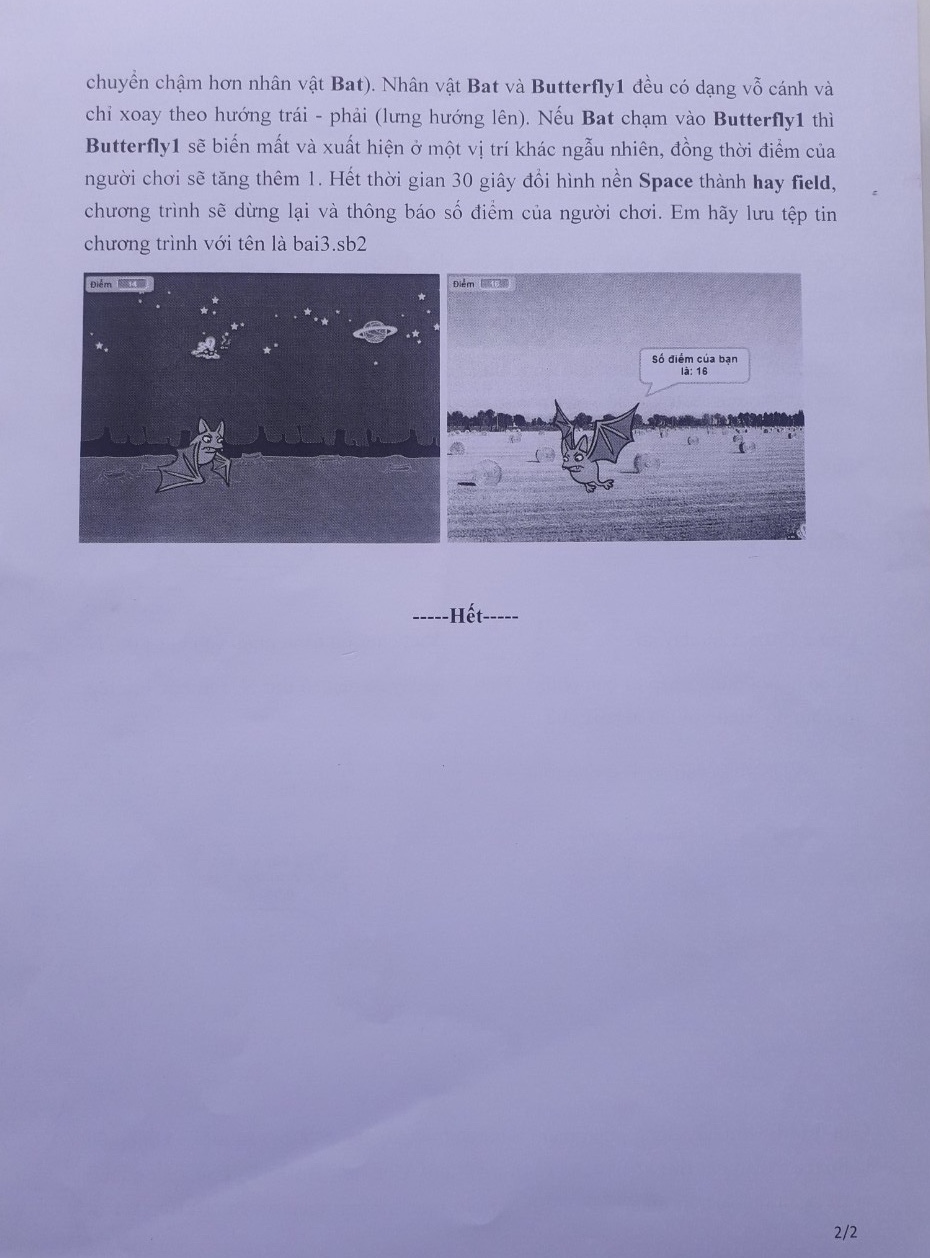 chuyển chậm hơn nhân vật Bat). Nhân vật Bat và Butterfly1 đều có dạng vỗ cánh và
chỉ xoay theo hướng trái - phải (lưng hướng lên). Nếu Bat chạm vào Butterfly1 thì
Butterfly1 sẽ biến mất và xuất hiện ở một vị trí khác ngẫu nhiên, đồng thời điểm của
người chơi sẽ tăng thêm 1. Hết thời gian 30 giây đổi hình nền Space thành hay field,
chương trình sẽ dừng lại và thông báo số điểm của người chơi. Em hãy lưu tệp tin
chương trình với tên là bai3.sb2
Điểm 14
Điểm 16
Số điểm của bạn
là: 16
-----Hết-----
2/2